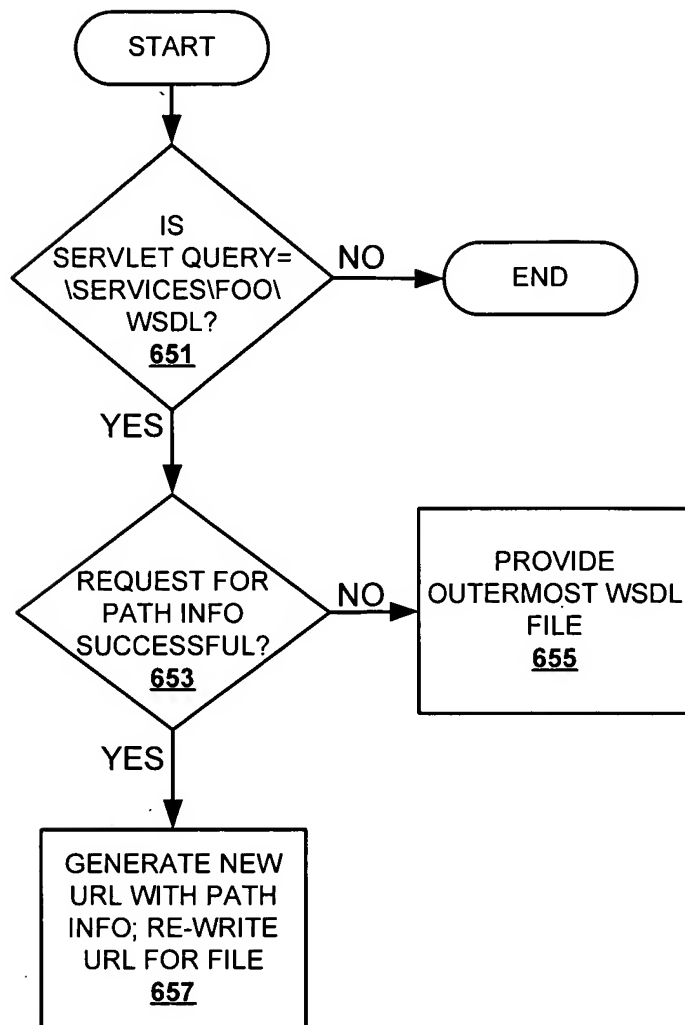 START
IS
SERVLET QUERY=
\SERVICES\FOO\
WSDL?
651
NO
END
YES
REQUEST FOR
PATH INFO
SUCCESSFUL?
653
NO
PROVIDE
OUTERMOST WSDL
FILE
655
YES
GENERATE NEW
URL WITH PATH
INFO; RE-WRITE
URL FOR FILE
657